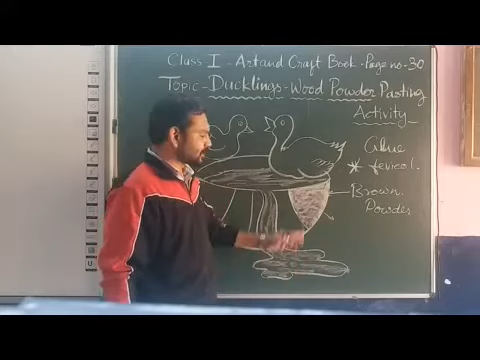 Class-I-Art and Craft Book-Page no-30
Topic-Ducklings-Wood Powder Pasting
Activity
Glue
* fevicol.
Brown
Powder